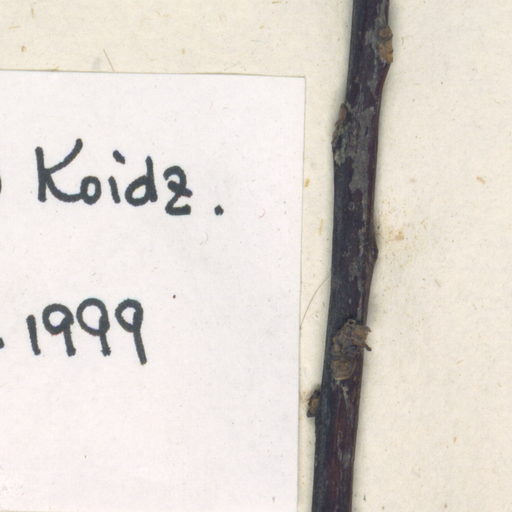 ) Koidz.
. 1999